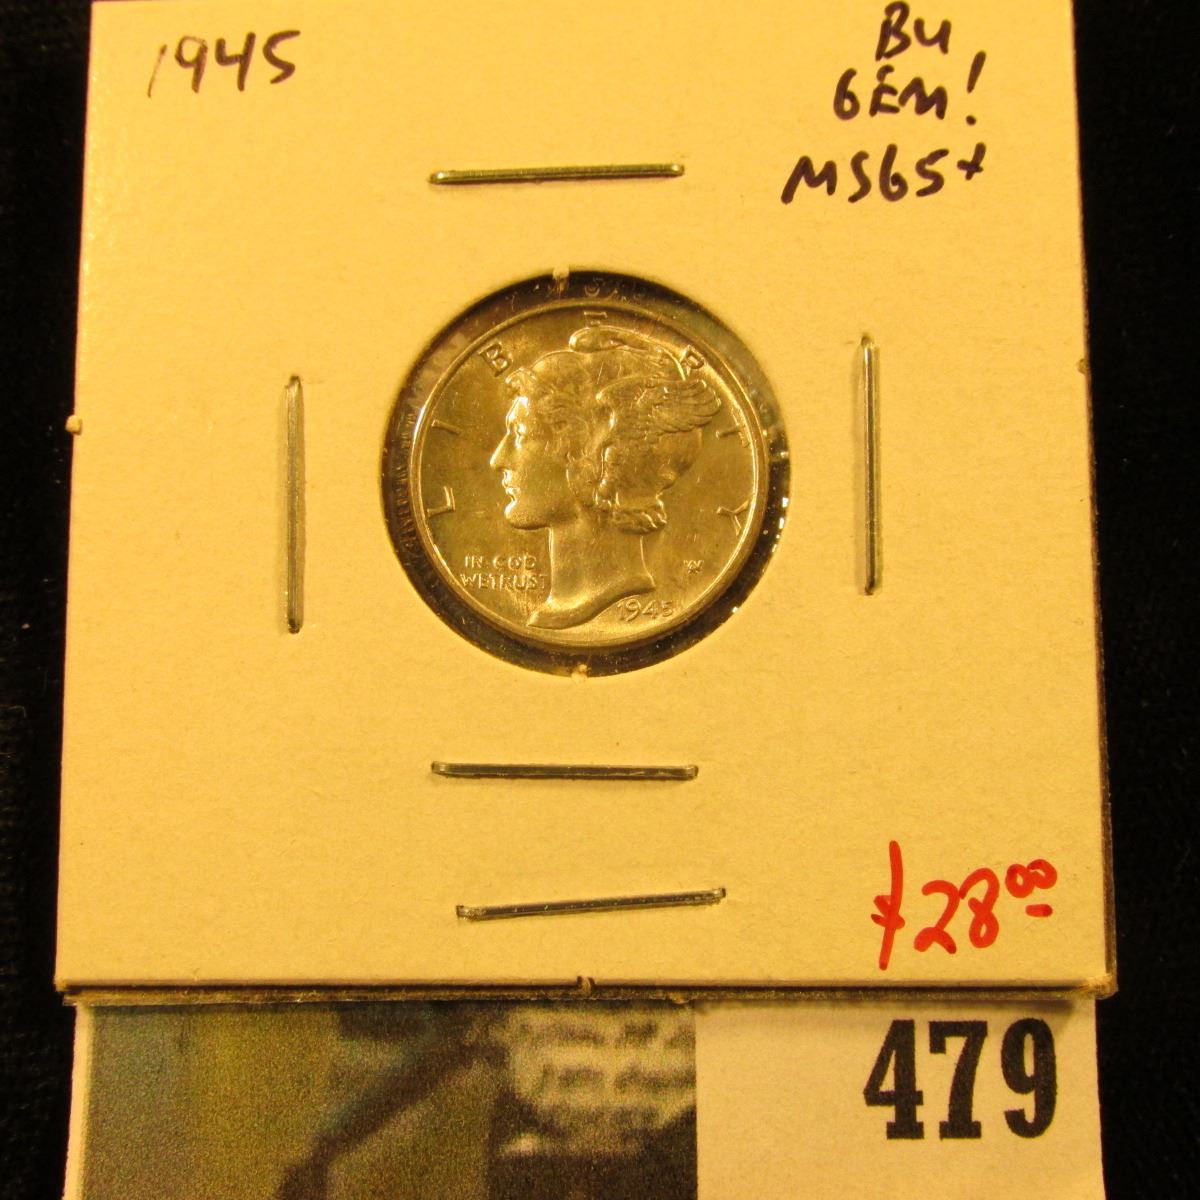 1945
BU
GEM!
MS65+
LIBERTY
IN GOD
WE TRUST
1945
$28.00
479